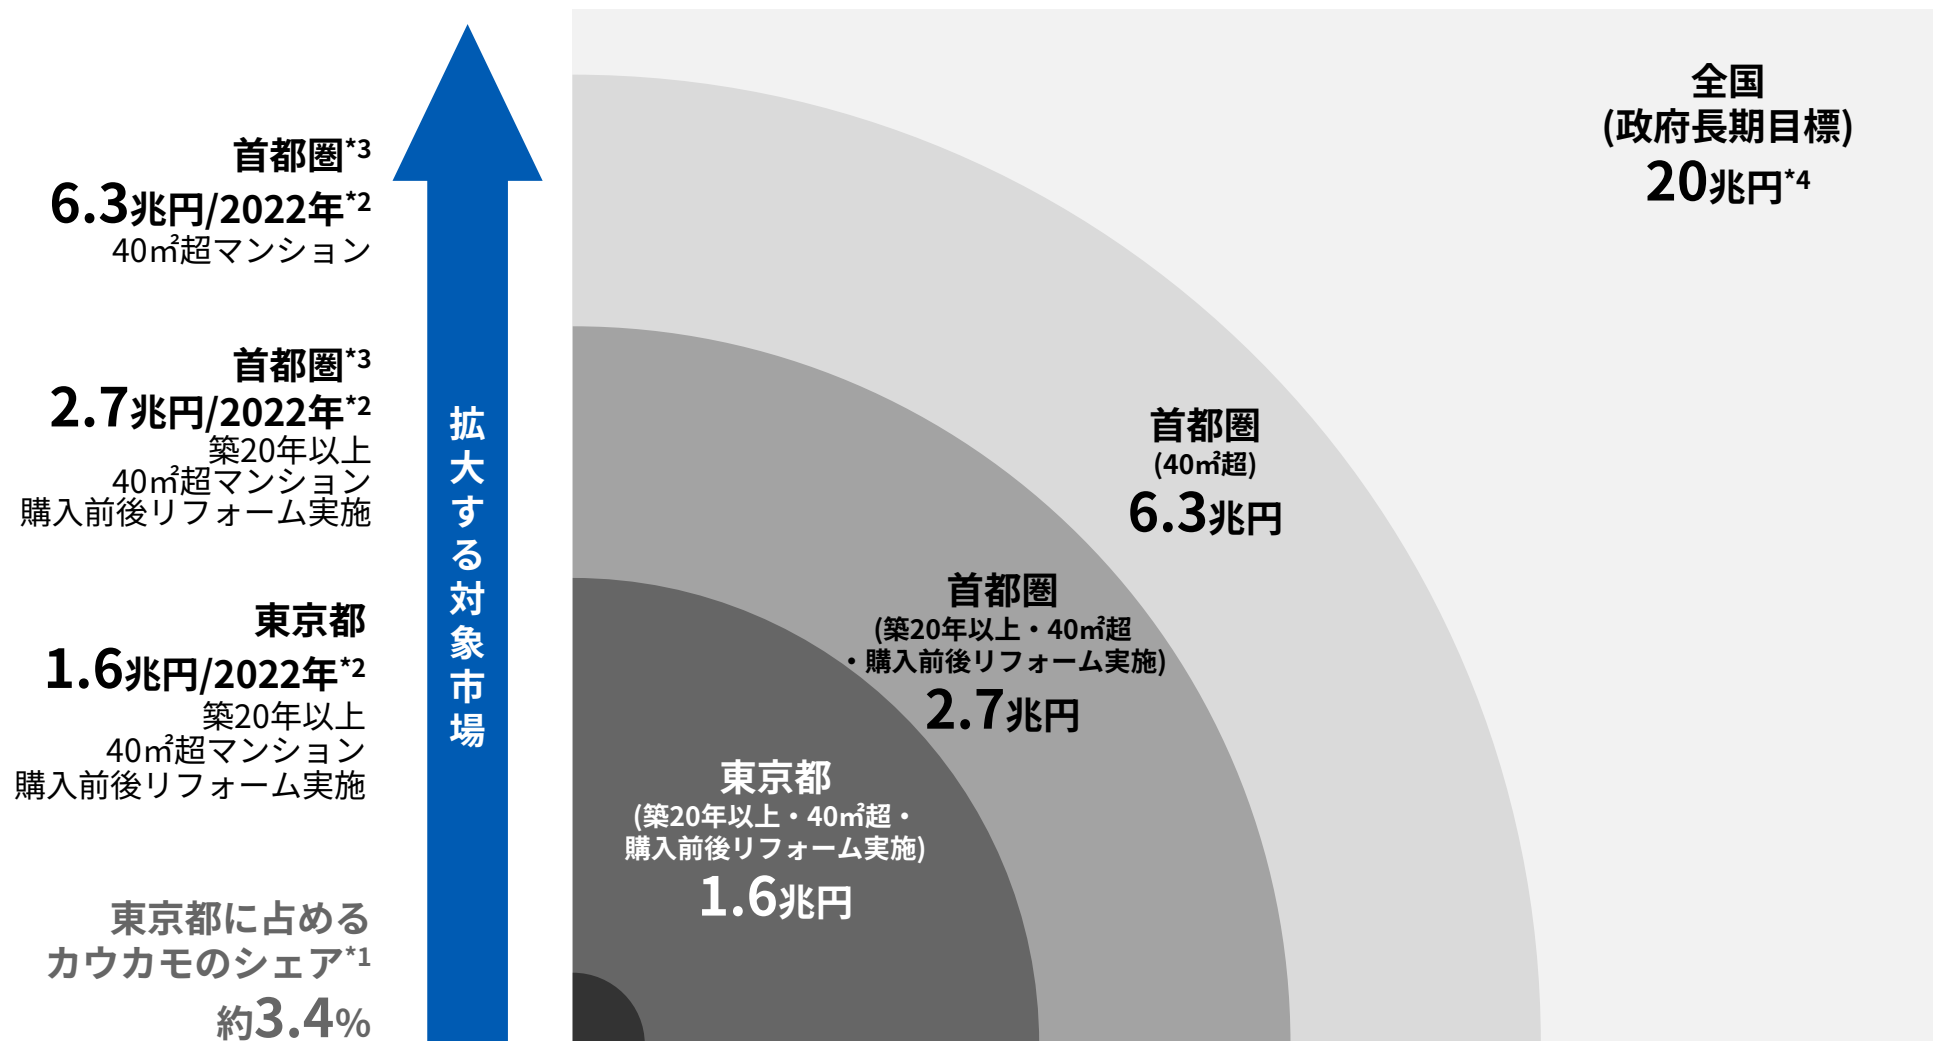 首都圏*3
6.3兆円/2022年*2
40㎡超マンション
首都圏*3
2.7兆円/2022年*2
築20年以上
40㎡超マンション
購入前後リフォーム実施
東京都
1.6兆円/2022年*2
築20年以上
40㎡超マンション
購入前後リフォーム実施
東京都に占める
カウカモのシェア*1
約3.4%
拡大する対象市場
全国
(政府長期目標)
20兆円*4
首都圏
(40㎡超)
6.3兆円
首都圏
(築20年以上・40㎡超
・購入前後リフォーム実施)
2.7兆円
東京都
(築20年以上・40㎡超・
購入前後リフォーム実施)
1.6兆円